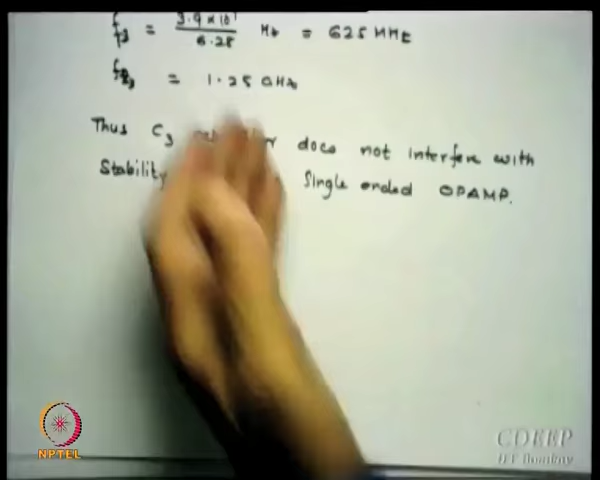 = 3.9 × 10 / 6.28 Hz = 625 MHz
= 1.25 GHz
Thus C3 does not interfere with
Stability Single ended OPAMP.
NPTEL
CDEEP
IIT Bombay